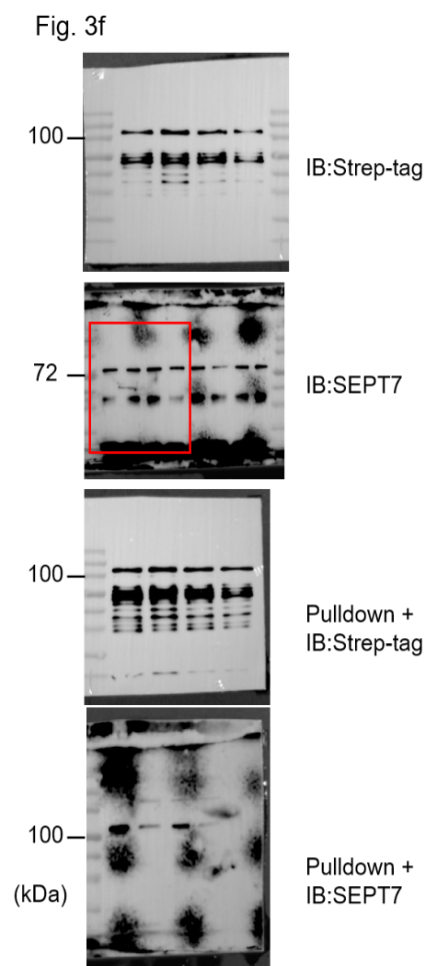 Fig. 3f
100
IB:Strep-tag
72
IB:SEPT7
100
Pulldown +
IB:Strep-tag
100
Pulldown +
IB:SEPT7
(kDa)